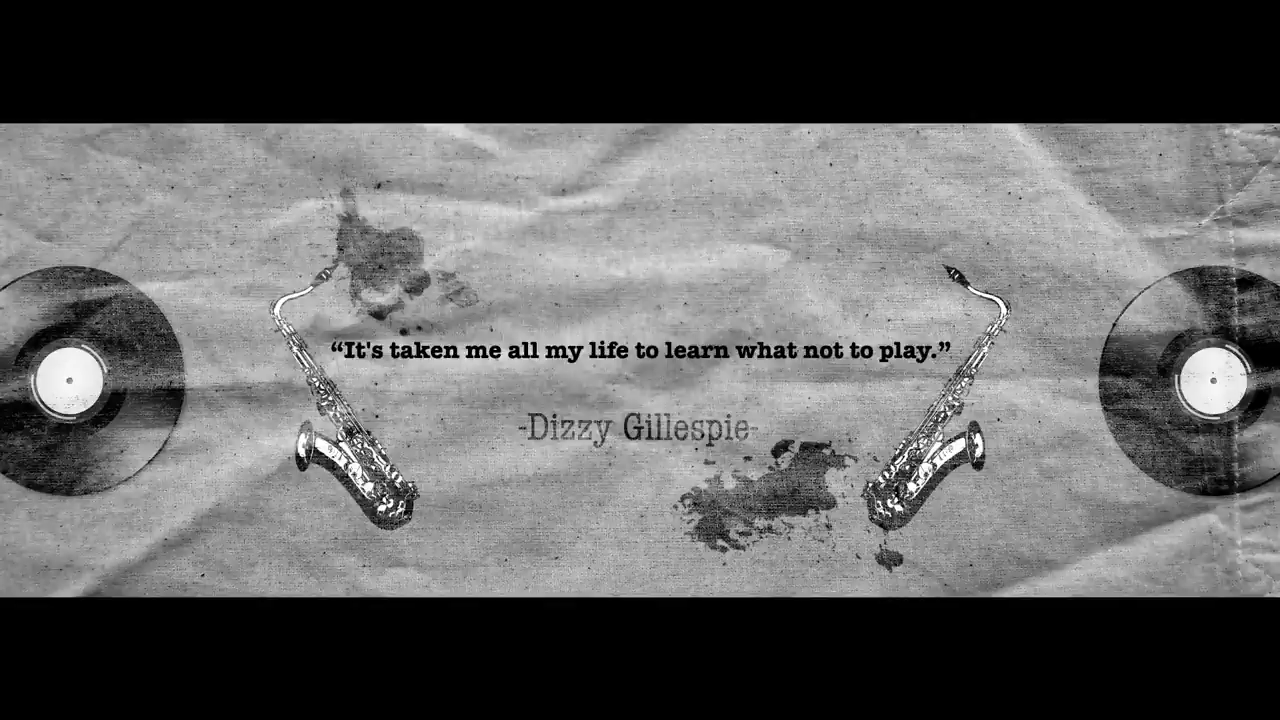 “It's taken me all my life to learn what not to play.”
-Dizzy Gillespie-